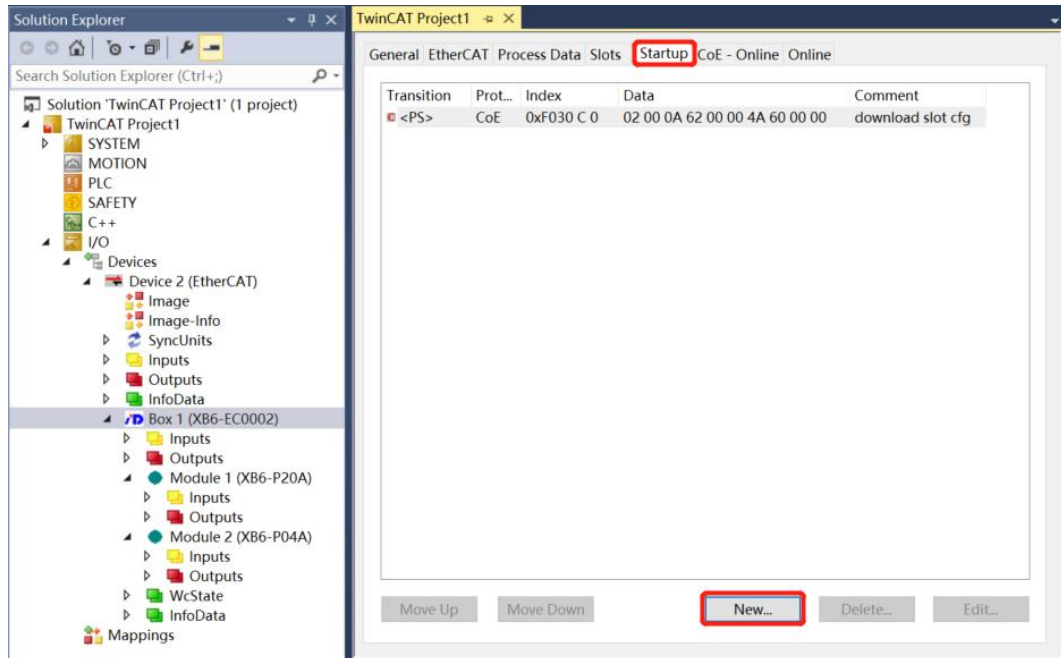 Solution Explorer
Search Solution Explorer (Ctrl+;)
Solution 'TwinCAT Project1' (1 project)
TwinCAT Project1
SYSTEM
MOTION
PLC
SAFETY
C++
I/O
Devices
Device 2 (EtherCAT)
Image
Image-Info
SyncUnits
Inputs
Outputs
InfoData
Box 1 (XB6-EC0002)
Inputs
Outputs
Module 1 (XB6-P20A)
Inputs
Outputs
Module 2 (XB6-P04A)
Inputs
Outputs
WcState
InfoData
Mappings
TwinCAT Project1
General EtherCAT Process Data Slots Startup CoE - Online Online
Transition Prot... Index Data Comment
<PS> CoE 0xF030 C 0 02 00 0A 62 00 00 4A 60 00 00 download slot cfg
Move Up Move Down New... Delete... Edit...